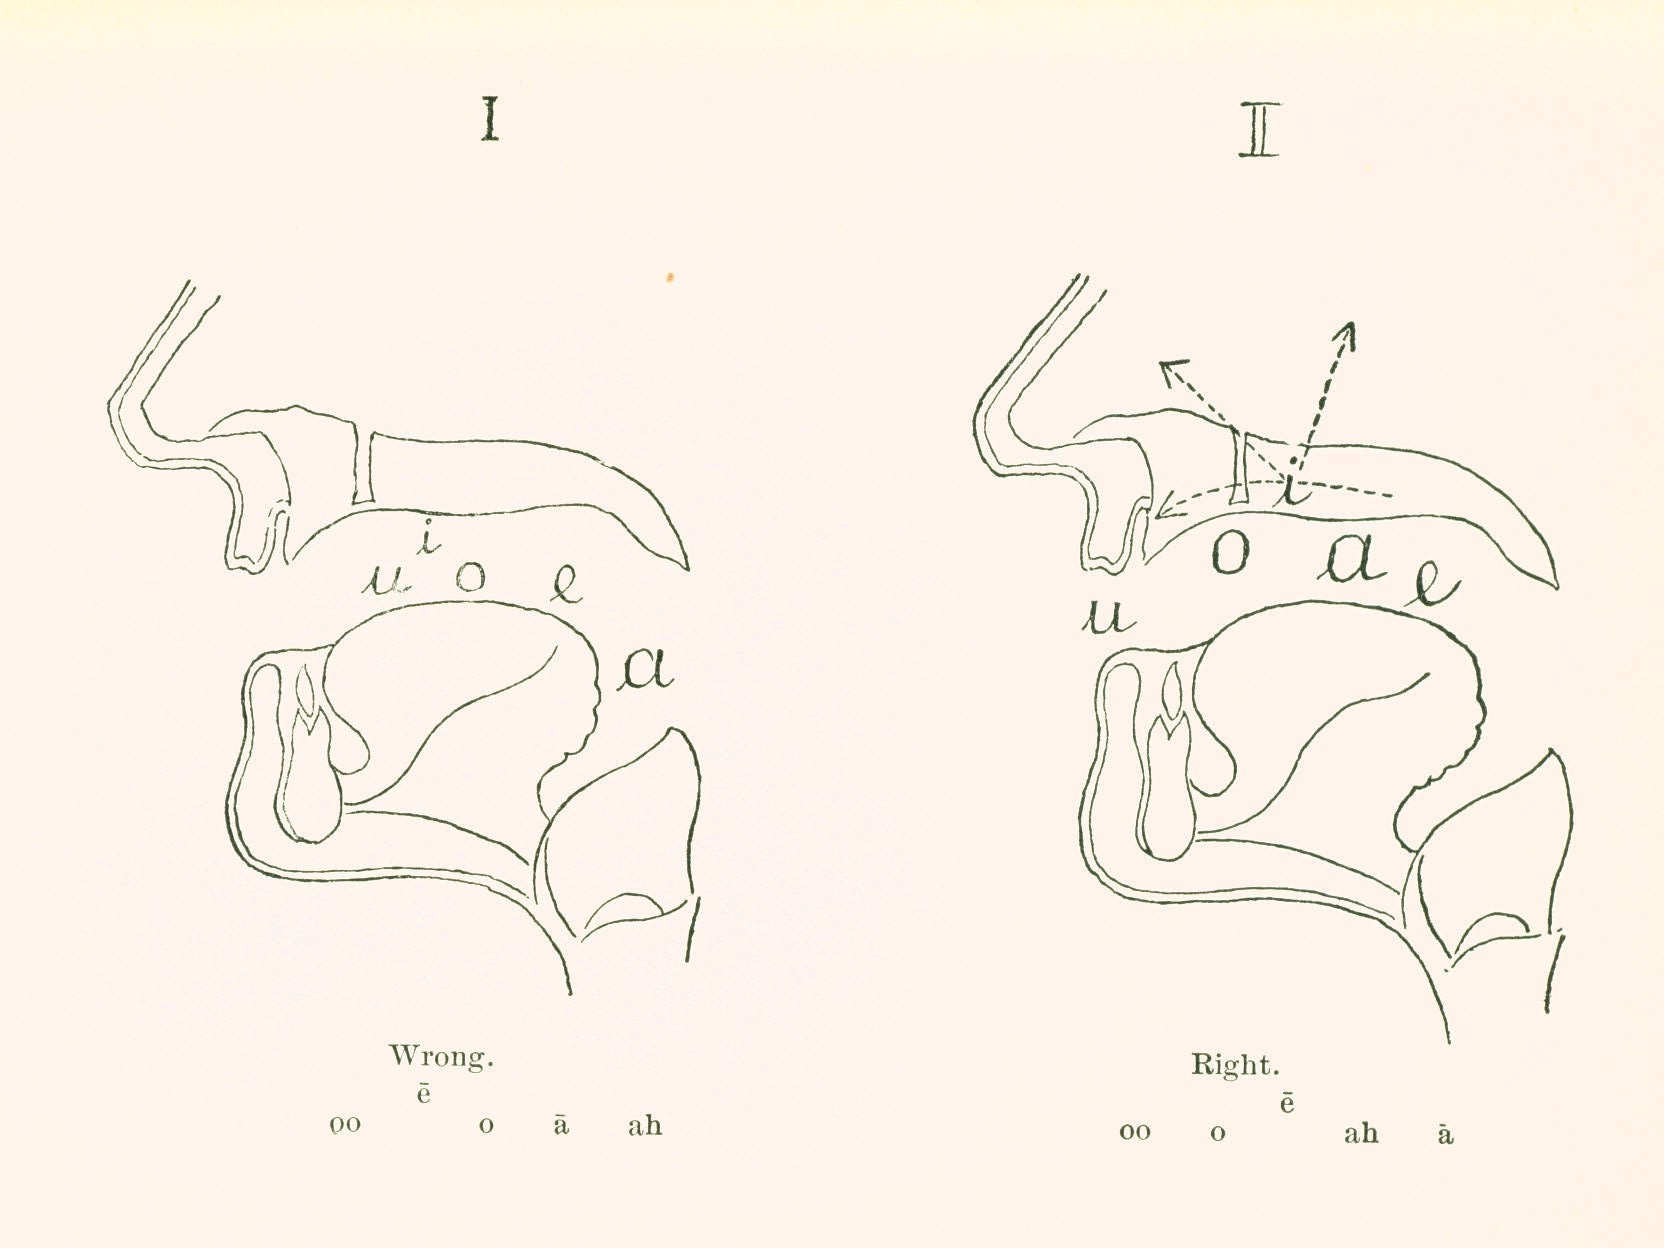 I
II
i
u o e
a
i
o a e
u
Wrong.
ē
oo o ā ah
Right.
ē
oo o ah ā